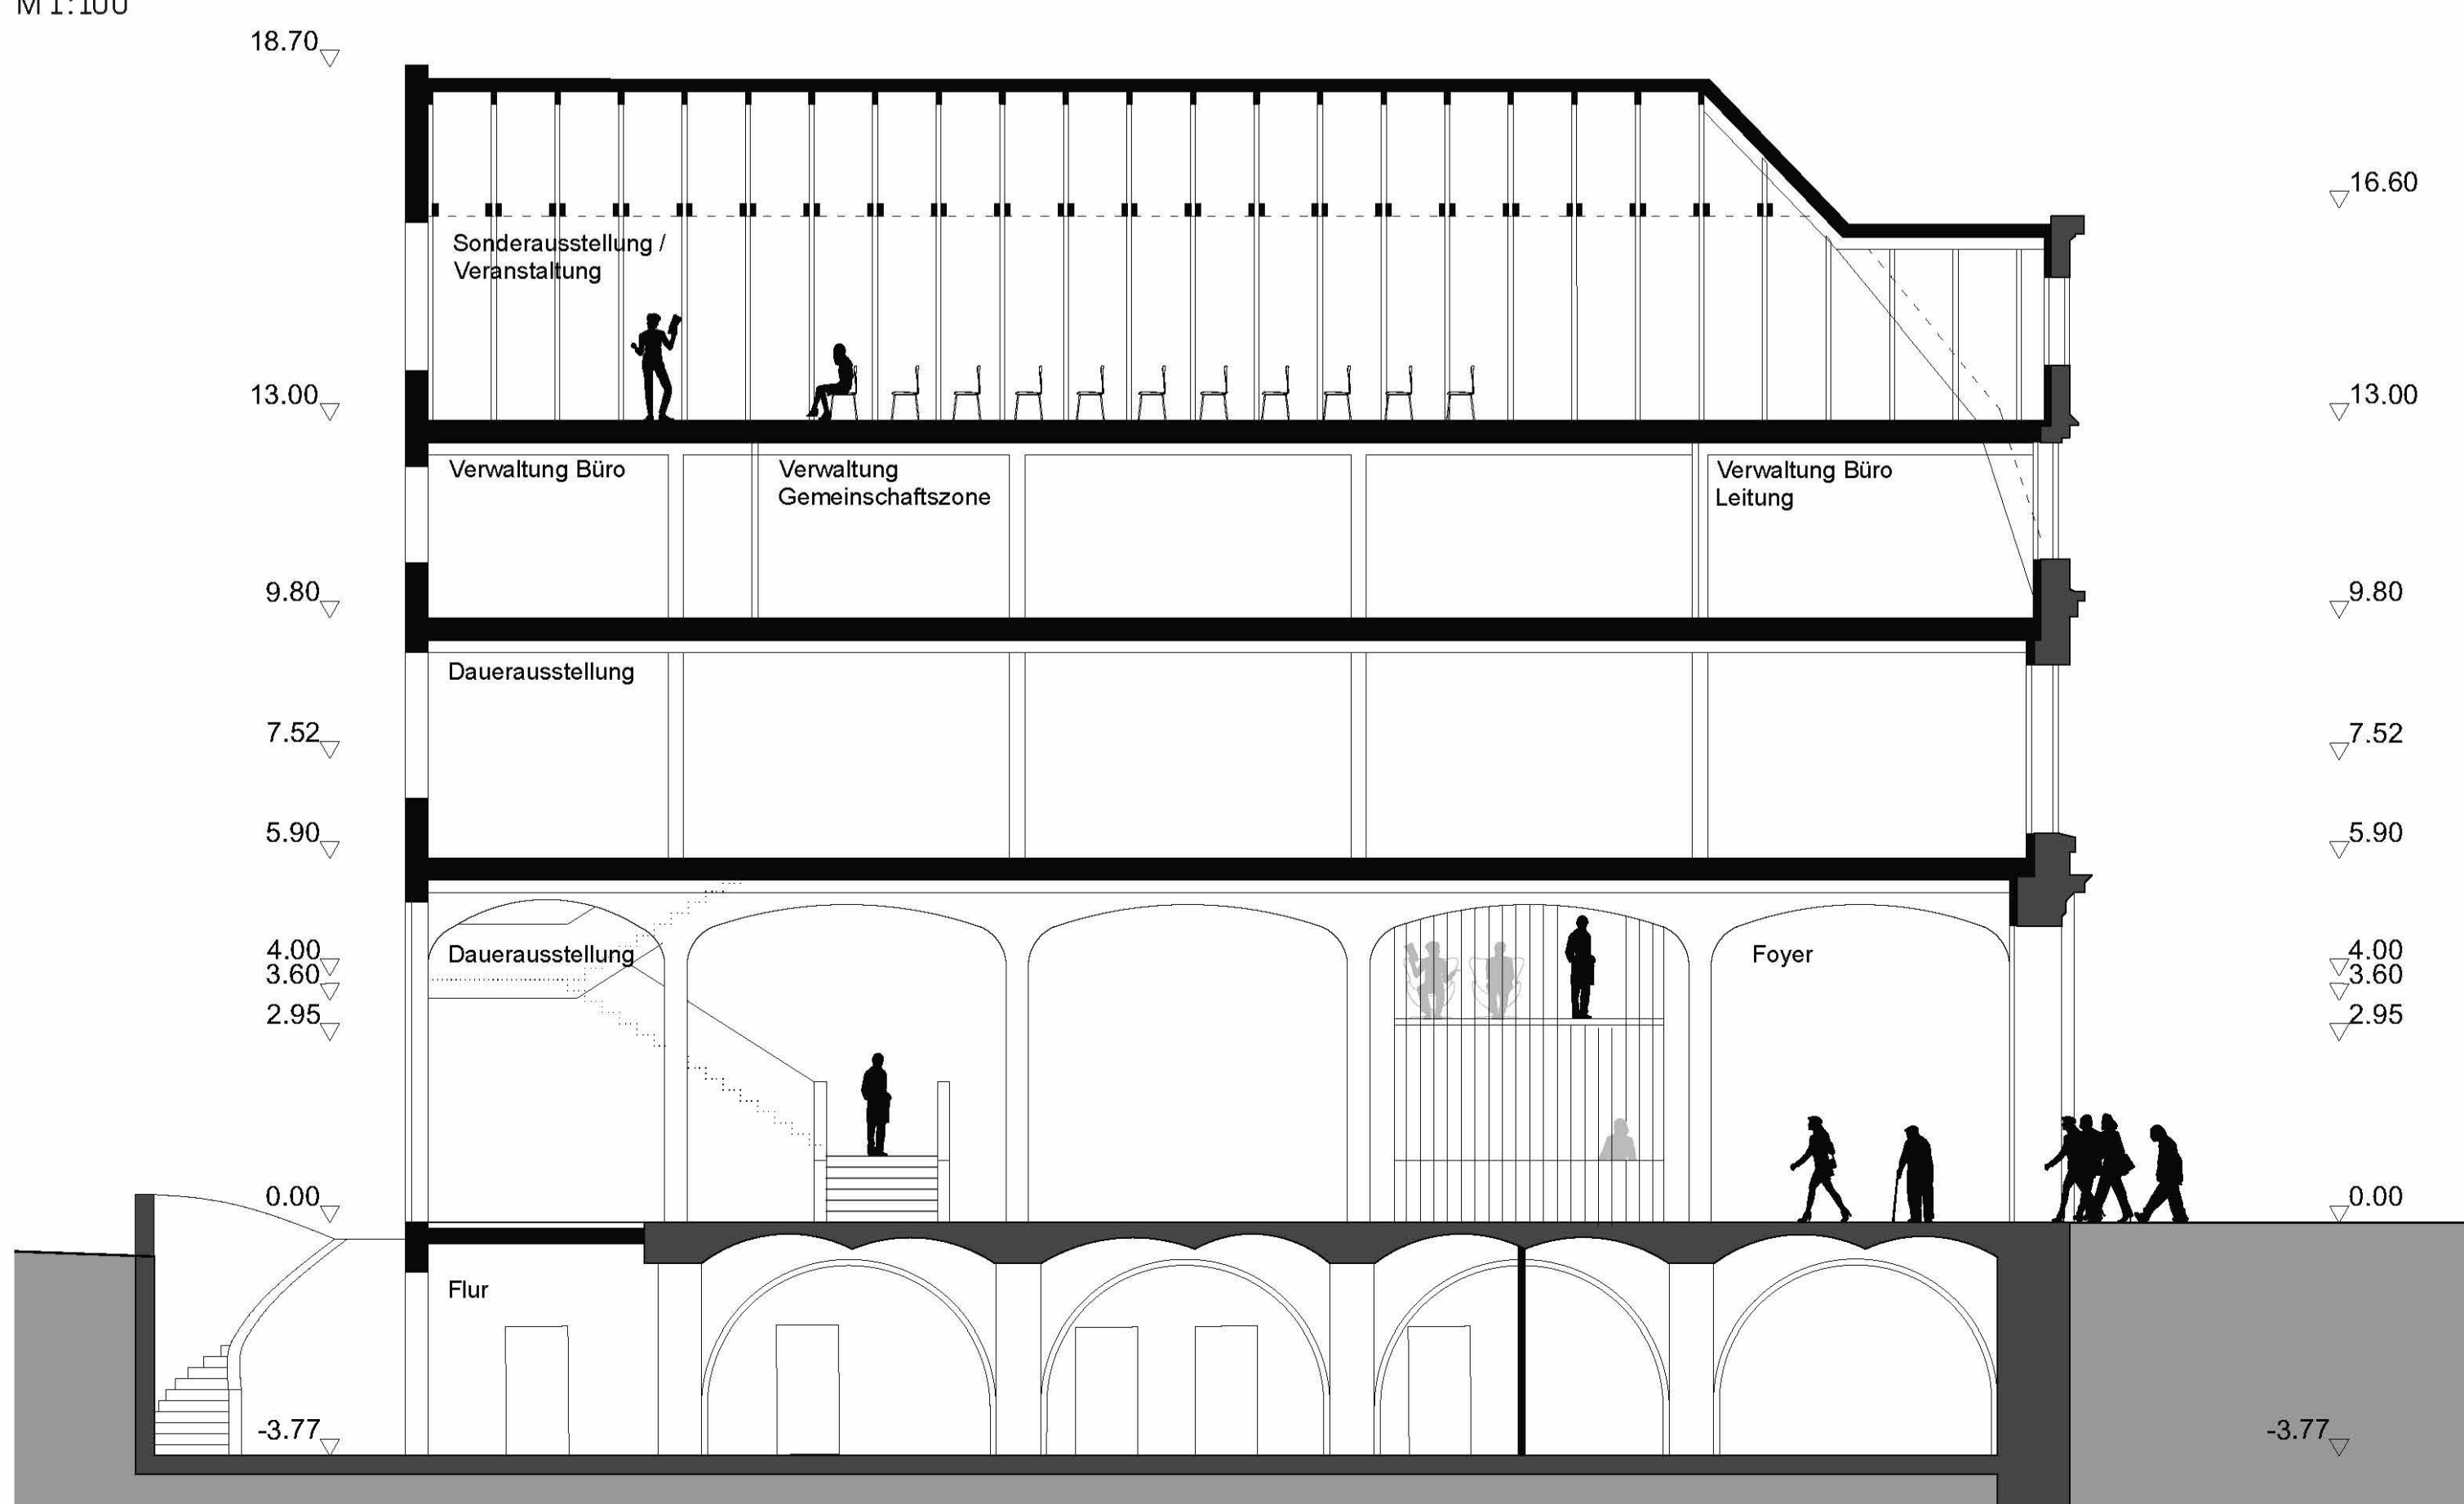 M 1:100
18.70
16.60
Sonderausstellung /
Veranstaltung
13.00
13.00
Verwaltung Büro
Verwaltung
Gemeinschaftszone
Verwaltung Büro
Leitung
9.80
9.80
Dauerausstellung
7.52
7.52
5.90
5.90
4.00
Dauerausstellung
Foyer
4.00
3.60
3.60
2.95
2.95
0.00
0.00
Flur
-3.77
-3.77